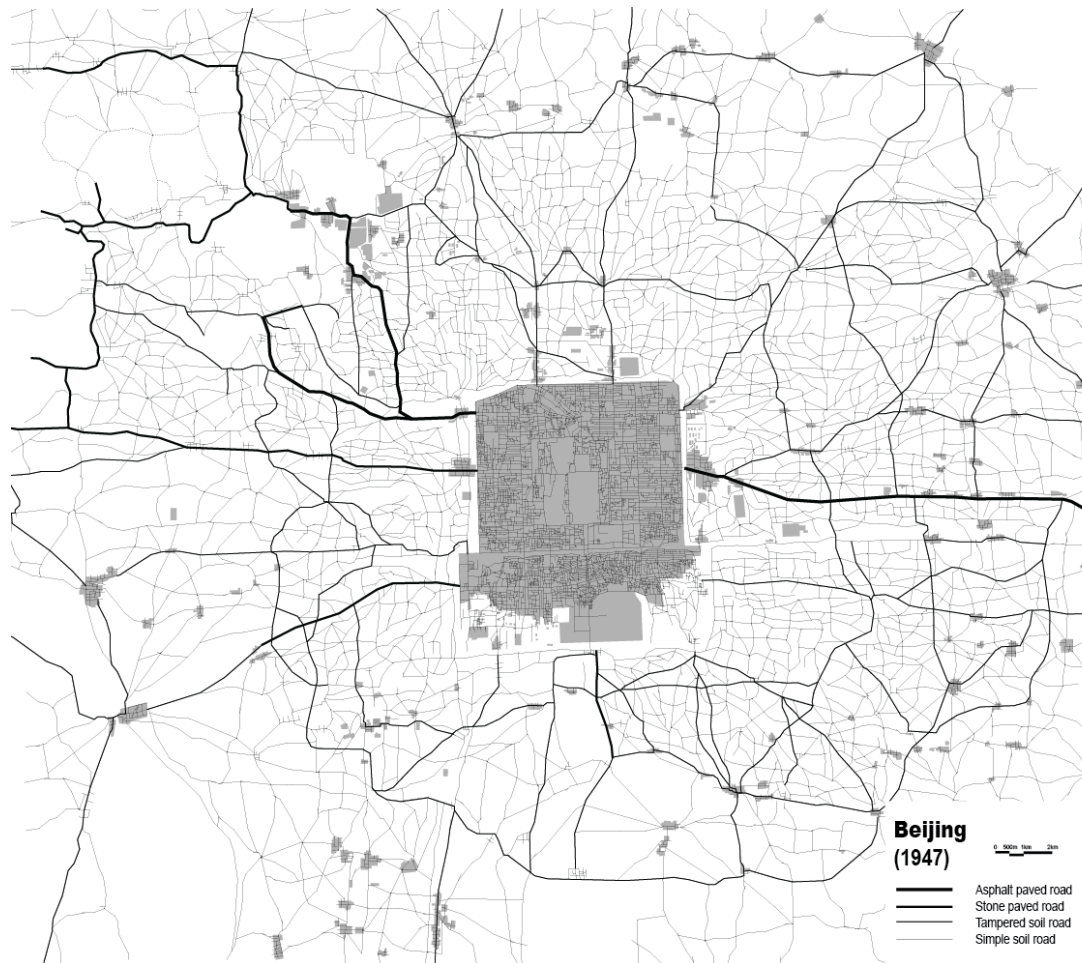 Beijing
(1947)
0 500m 1km 2km
Asphalt paved road
Stone paved road
Tampered soil road
Simple soil road